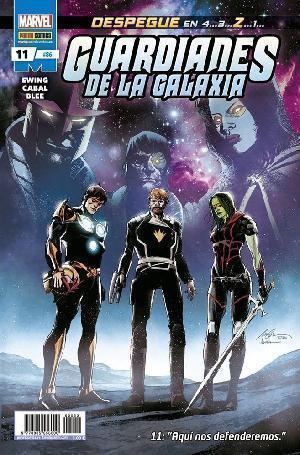 MARVEL
DESPEGUE EN 4...3...2...1...
PANINI COMICS
11
#86
GUARDIANES
DE LA GALAXIA
EWING
CABAL
BLEE
11: "Aquí nos defenderemos."